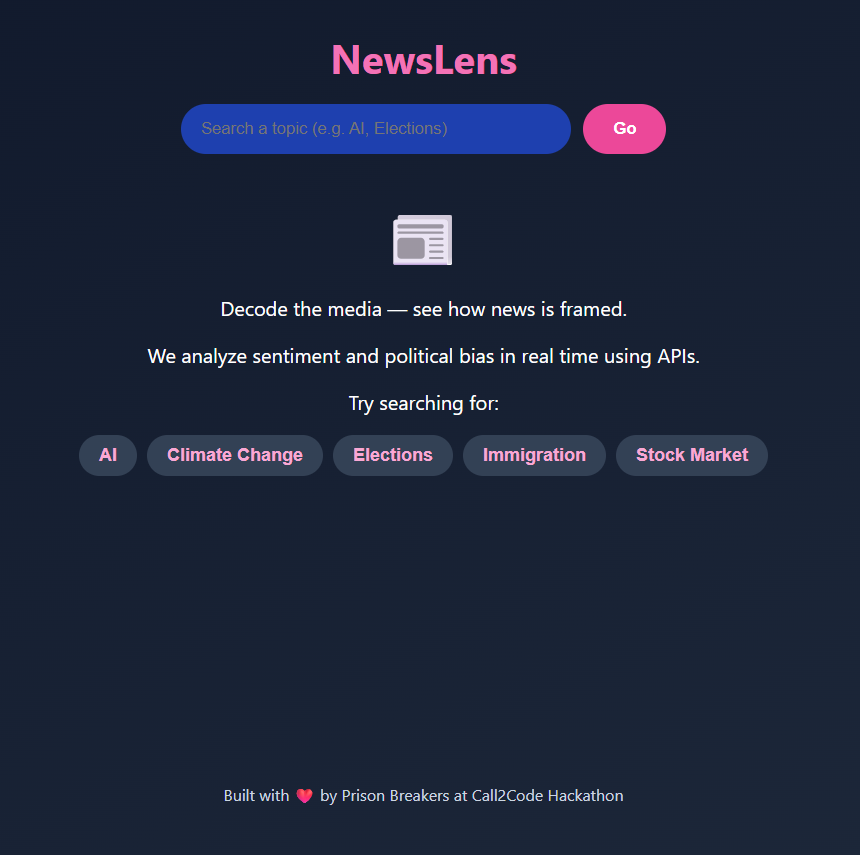 NewsLens
Search a topic (e.g. AI, Elections)
Go
Decode the media — see how news is framed.
We analyze sentiment and political bias in real time using APIs.
Try searching for:
AI
Climate Change
Elections
Immigration
Stock Market
Built with ❤️ by Prison Breakers at Call2Code Hackathon